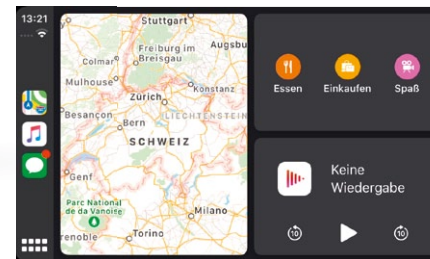 13:21
Stuttgart
Augsbu
Freiburg im
Breisgau
Colmar
Mulhouse
Konstanz
Zürich
Besançon
LIECHTENSTEIN
Bern
SCHWEIZ
Genf
Parc National
de da Vanoise
Milano
renoble
Torino
Essen
Einkaufen
Spaß
Keine
Wiedergabe
10
10